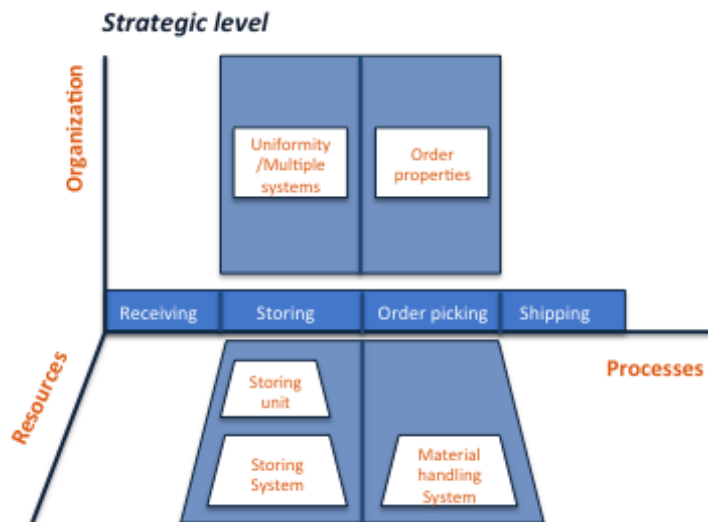 Strategic level
Organization
Uniformity
/Multiple
systems
Order
properties
Receiving
Storing
Order picking
Shipping
Resources
Processes
Storing
unit
Storing
System
Material
handling
System